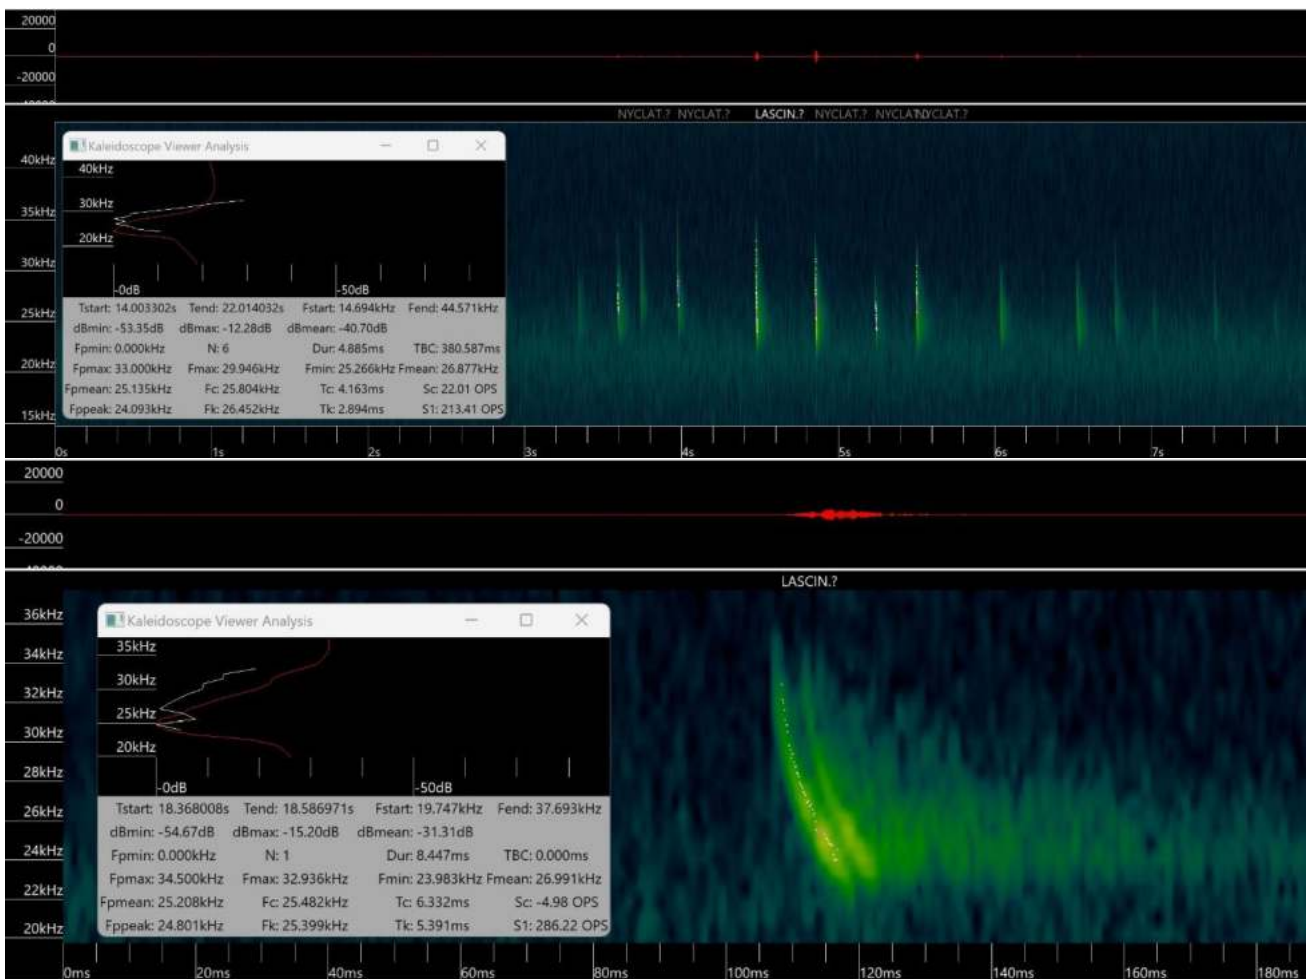 20000
0
-20000
NYCLAT.? NYCLAT.? LASCIN.? NYCLAT.? NYCLAT.? NYCLAT.?
Kaleidoscope Viewer Analysis
40kHz
30kHz
20kHz
-0dB -50dB
Tstart: 14.003302s Tend: 22.014032s Fstart: 14.694kHz Fend: 44.571kHz
dBmin: -53.35dB dBmax: -12.28dB dBmean: -40.70dB
Fpmin: 0.000kHz N: 6 Dur: 4.885ms TBC: 380.587ms
Fpmax: 33.000kHz Fmax: 29.946kHz Fmin: 25.266kHz Fmean: 26.877kHz
Fpmean: 25.135kHz Fc: 25.804kHz Tc: 4.163ms Sc: 22.01 OPS
Fppeak: 24.093kHz Fk: 26.452kHz Tk: 2.894ms S1: 213.41 OPS
40kHz
35kHz
30kHz
25kHz
20kHz
15kHz
0s 1s 2s 3s 4s 5s 6s 7s
20000
0
-20000
LASCIN.?
Kaleidoscope Viewer Analysis
35kHz
30kHz
25kHz
20kHz
-0dB -50dB
Tstart: 18.368008s Tend: 18.586971s Fstart: 19.747kHz Fend: 37.693kHz
dBmin: -54.67dB dBmax: -15.20dB dBmean: -31.31dB
Fpmin: 0.000kHz N: 1 Dur: 8.447ms TBC: 0.000ms
Fpmax: 34.500kHz Fmax: 32.936kHz Fmin: 23.983kHz Fmean: 26.991kHz
Fpmean: 25.208kHz Fc: 25.482kHz Tc: 6.332ms Sc: -4.98 OPS
Fppeak: 24.801kHz Fk: 25.399kHz Tk: 5.391ms S1: 286.22 OPS
36kHz
34kHz
32kHz
30kHz
28kHz
26kHz
24kHz
22kHz
20kHz
0ms 20ms 40ms 60ms 80ms 100ms 120ms 140ms 160ms 180ms